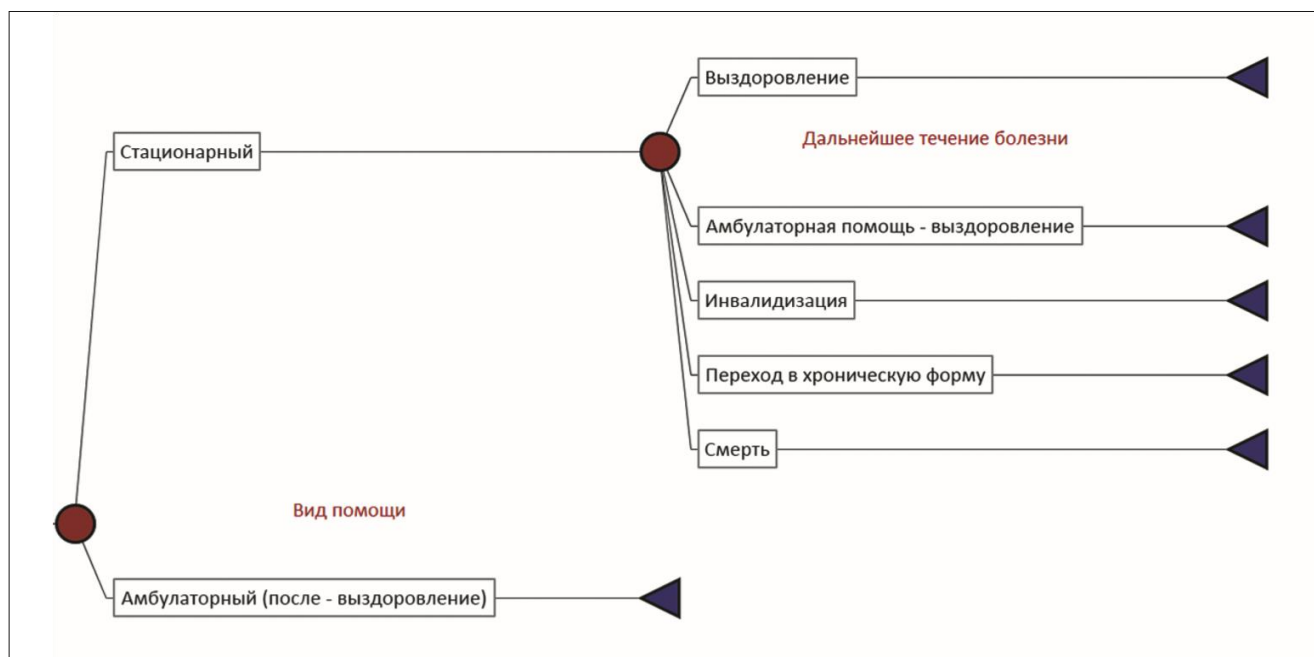 Выздоровление
Дальнейшее течение болезни
Стационарный
Амбулаторная помощь - выздоровление
Инвалидизация
Переход в хроническую форму
Смерть
Вид помощи
Амбулаторный (после - выздоровление)